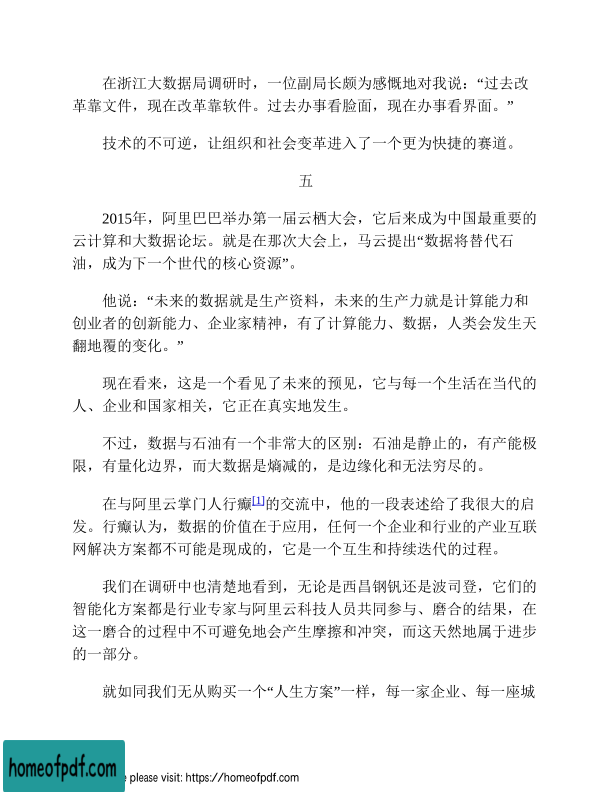 在浙江大数据局调研时，一位副局长颇为感慨地对我说：“过去改
革靠文件，现在改革靠软件。过去办事看脸面，现在办事看界面。”
技术的不可逆，让组织和社会变革进入了一个更为快捷的赛道。
五
2015年，阿里巴巴举办第一届云栖大会，它后来成为中国最重要的
云计算和大数据论坛。就是在那次大会上，马云提出“数据将替代石
油，成为下一个世代的核心资源”。
他说：“未来的数据就是生产资料，未来的生产力就是计算能力和
创业者的创新能力、企业家精神，有了计算能力、数据，人类会发生天
翻地覆的变化。”
现在看来，这是一个看见了未来的预见，它与每一个生活在当代的
人、企业和国家相关，它正在真实地发生。
不过，数据与石油有一个非常大的区别：石油是静止的，有产能极
限，有量化边界，而大数据是熵减的，是边缘化和无法穷尽的。
在与阿里云掌门人行癫[1]的交流中，他的一段表述给了我很大的启
发。行癫认为，数据的价值在于应用，任何一个企业和行业的产业互联
网解决方案都不可能是现成的，它是一个互生和持续迭代的过程。
我们在调研中也清楚地看到，无论是西昌钢钒还是波司登，它们的
智能化方案都是行业专家与阿里云科技人员共同参与、磨合的结果，在
这一磨合的过程中不可避免地会产生摩擦和冲突，而这天然地属于进步
的一部分。
就如同我们无从购买一个“人生方案”一样，每一家企业、每一座城
homeofpdf.com
e please visit: https://homeofpdf.com